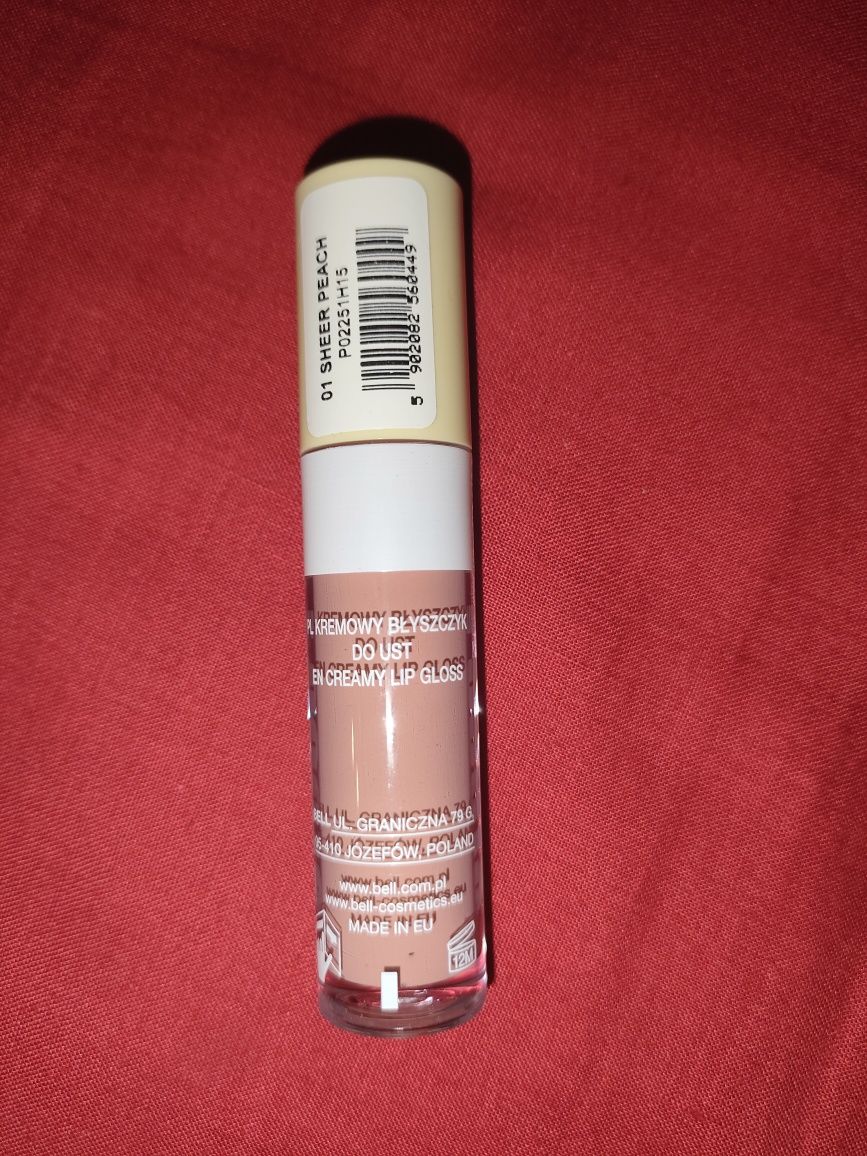 01 SHEER PEACH
P02251H15
5 902082 560449
PL KREMOWY BŁYSZCZYK
DO UST
EN CREAMY LIP GLOSS
BELL UL. GRANICZNA 79 G,
05-410 JÓZEFÓW, POLAND
www.bell.com.pl
www.bell-cosmetics.eu
MADE IN EU
12M